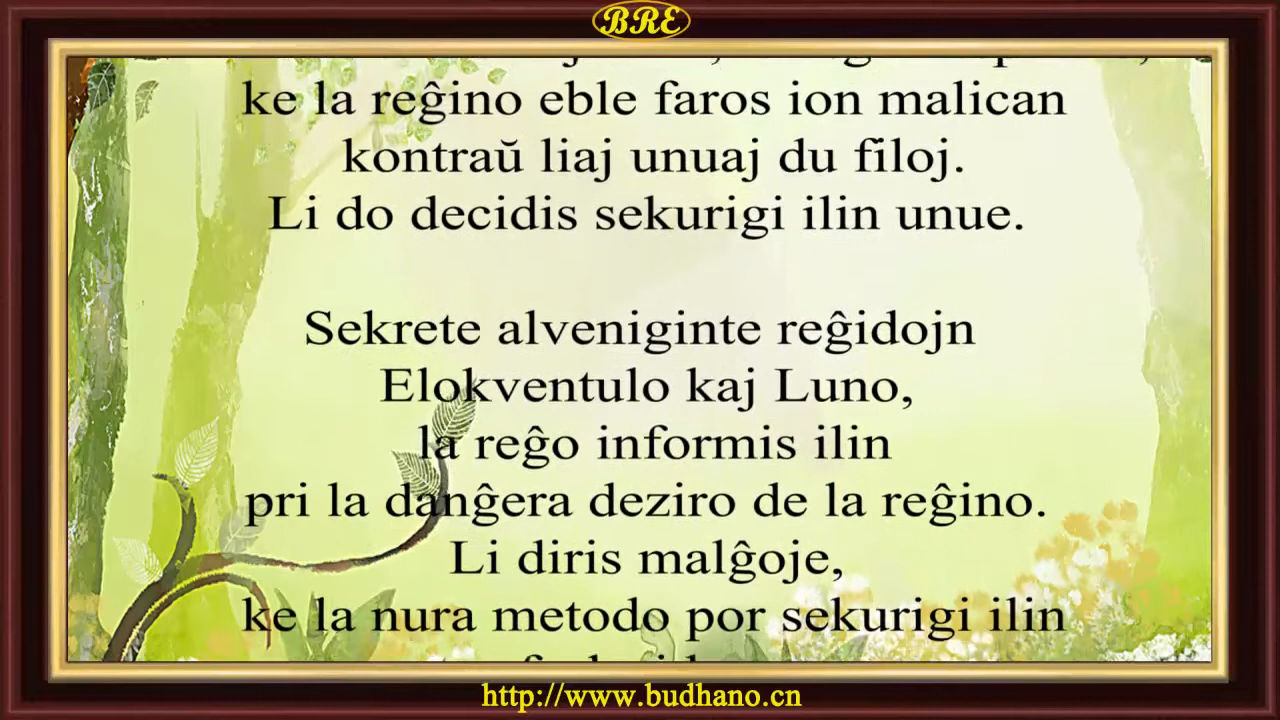 BRE
ke la reĝino eble faros ion malican
kontraŭ liaj unuaj du filoj.
Li do decidis sekurigi ilin unue.
Sekrete alveniginte reĝidojn
Elokventulo kaj Luno,
la reĝo informis ilin
pri la danĝera deziro de la reĝino.
Li diris malĝoje,
ke la nura metodo por sekurigi ilin
http://www.budhano.cn